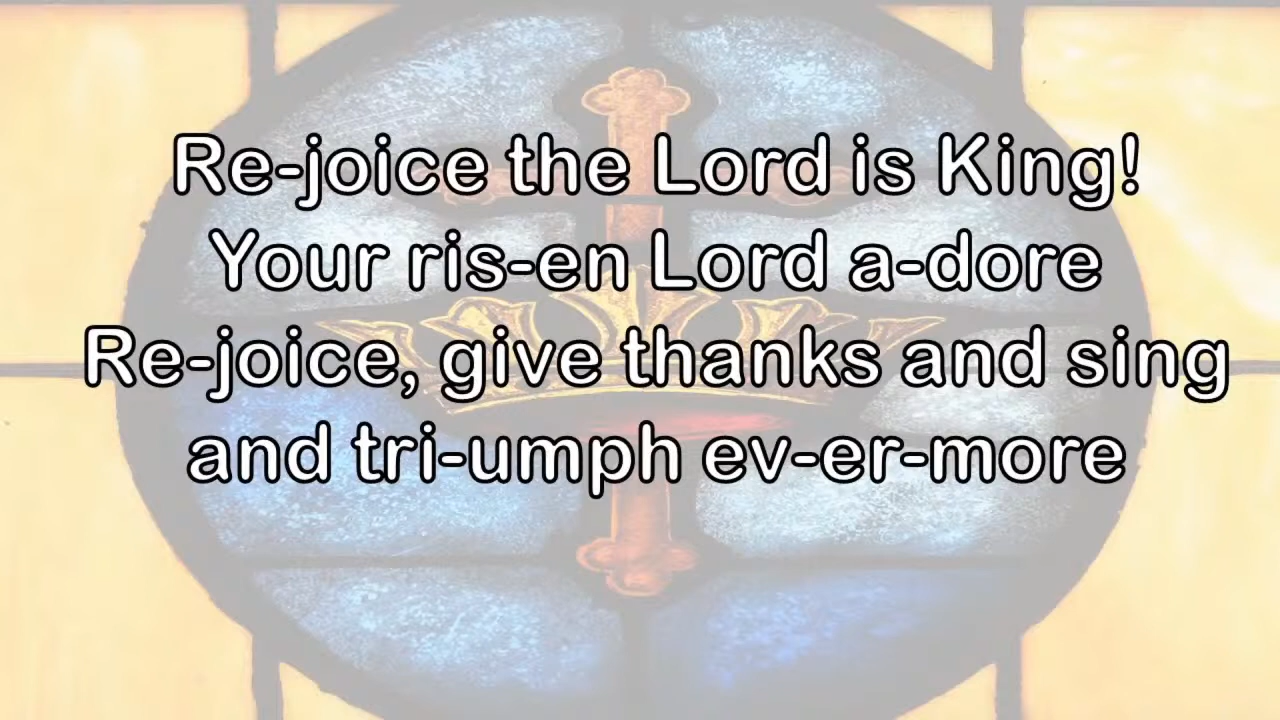 Re-joice the Lord is King!
Your ris-en Lord a-dore
Re-joice, give thanks and sing
and tri-umph ev-er-more